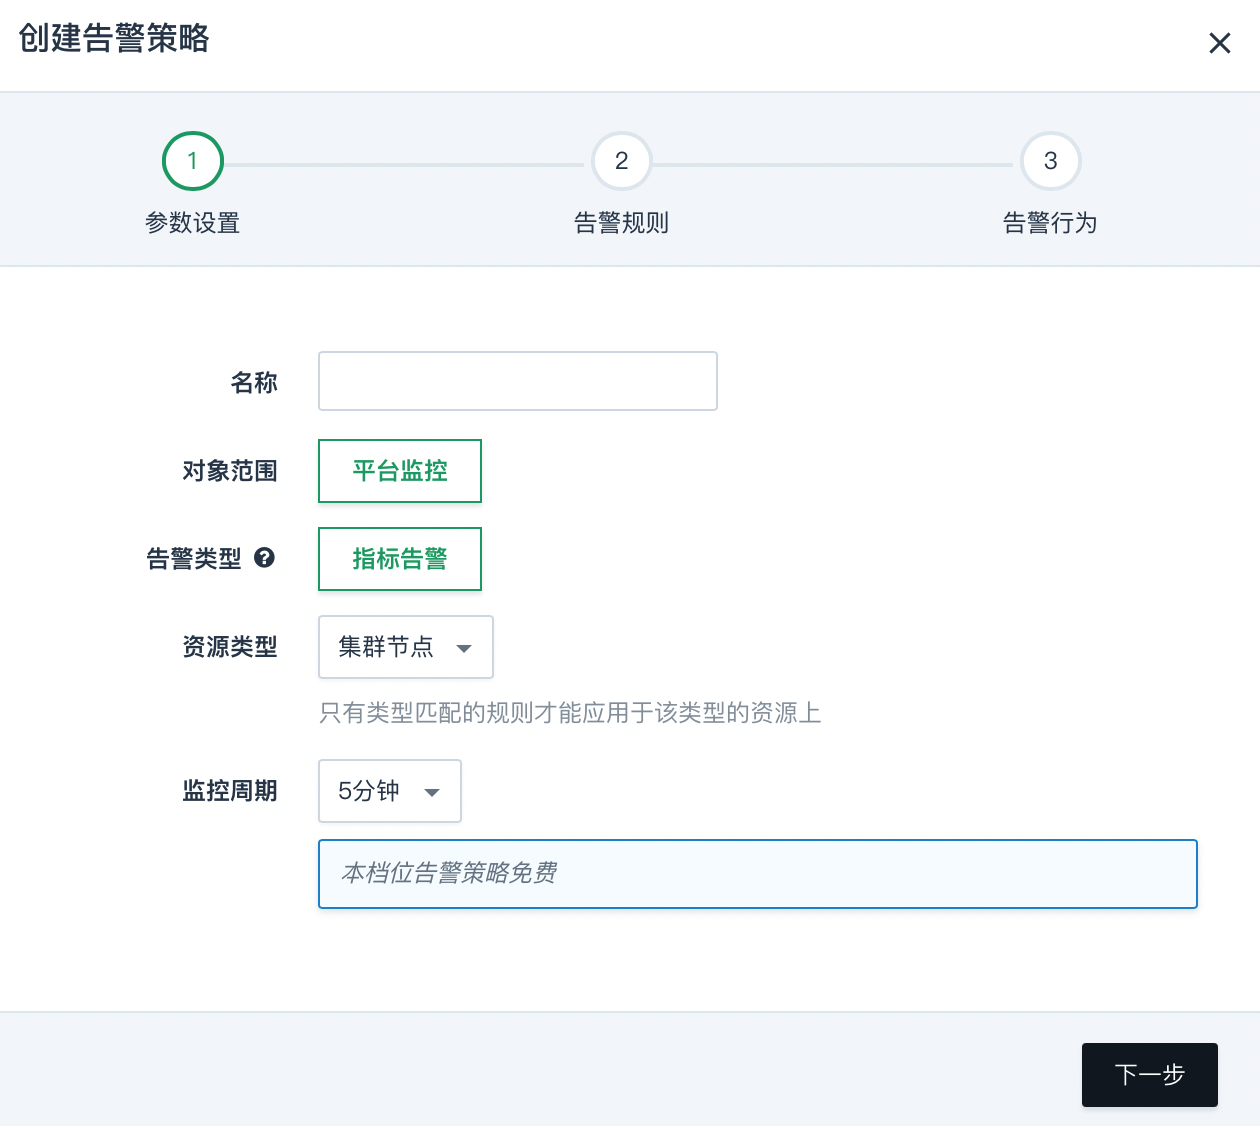 创建告警策略
1
2
3
参数设置
告警规则
告警行为
名称
对象范围
平台监控
告警类型
指标告警
资源类型
集群节点
只有类型匹配的规则才能应用于该类型的资源上
监控周期
5分钟
本档位告警策略免费
下一步